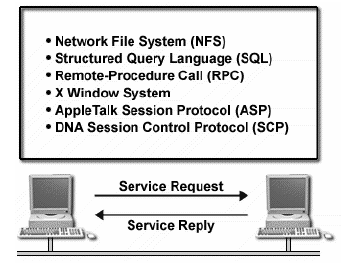 • Network File System (NFS)
• Structured Query Language (SQL)
• Remote-Procedure Call (RPC)
• X Window System
• AppleTalk Session Protocol (ASP)
• DNA Session Control Protocol (SCP)
Service Request
Service Reply